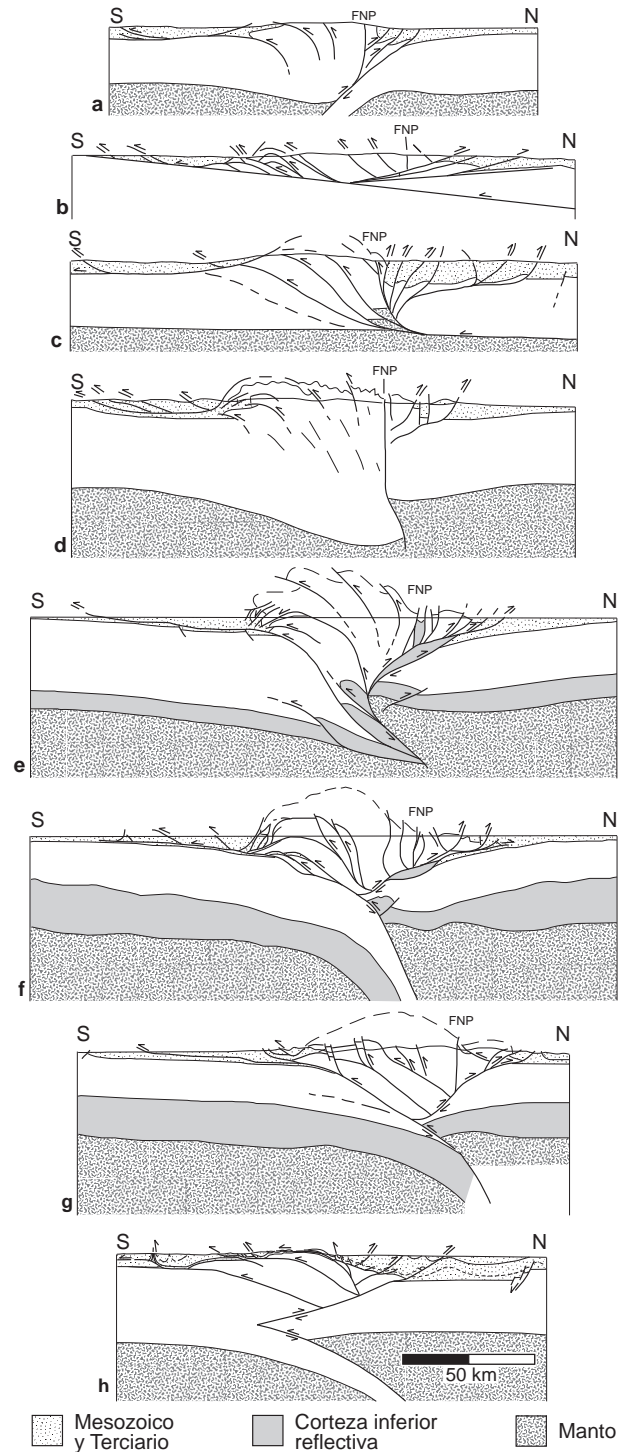 S FNP N
a
S FNP N
b
S FNP N
c
S FNP N
d
S FNP N
e
S FNP N
f
S FNP N
g
S N
h
50 km
Mesozoico
y Terciario
Corteza inferior
reflectiva
Manto